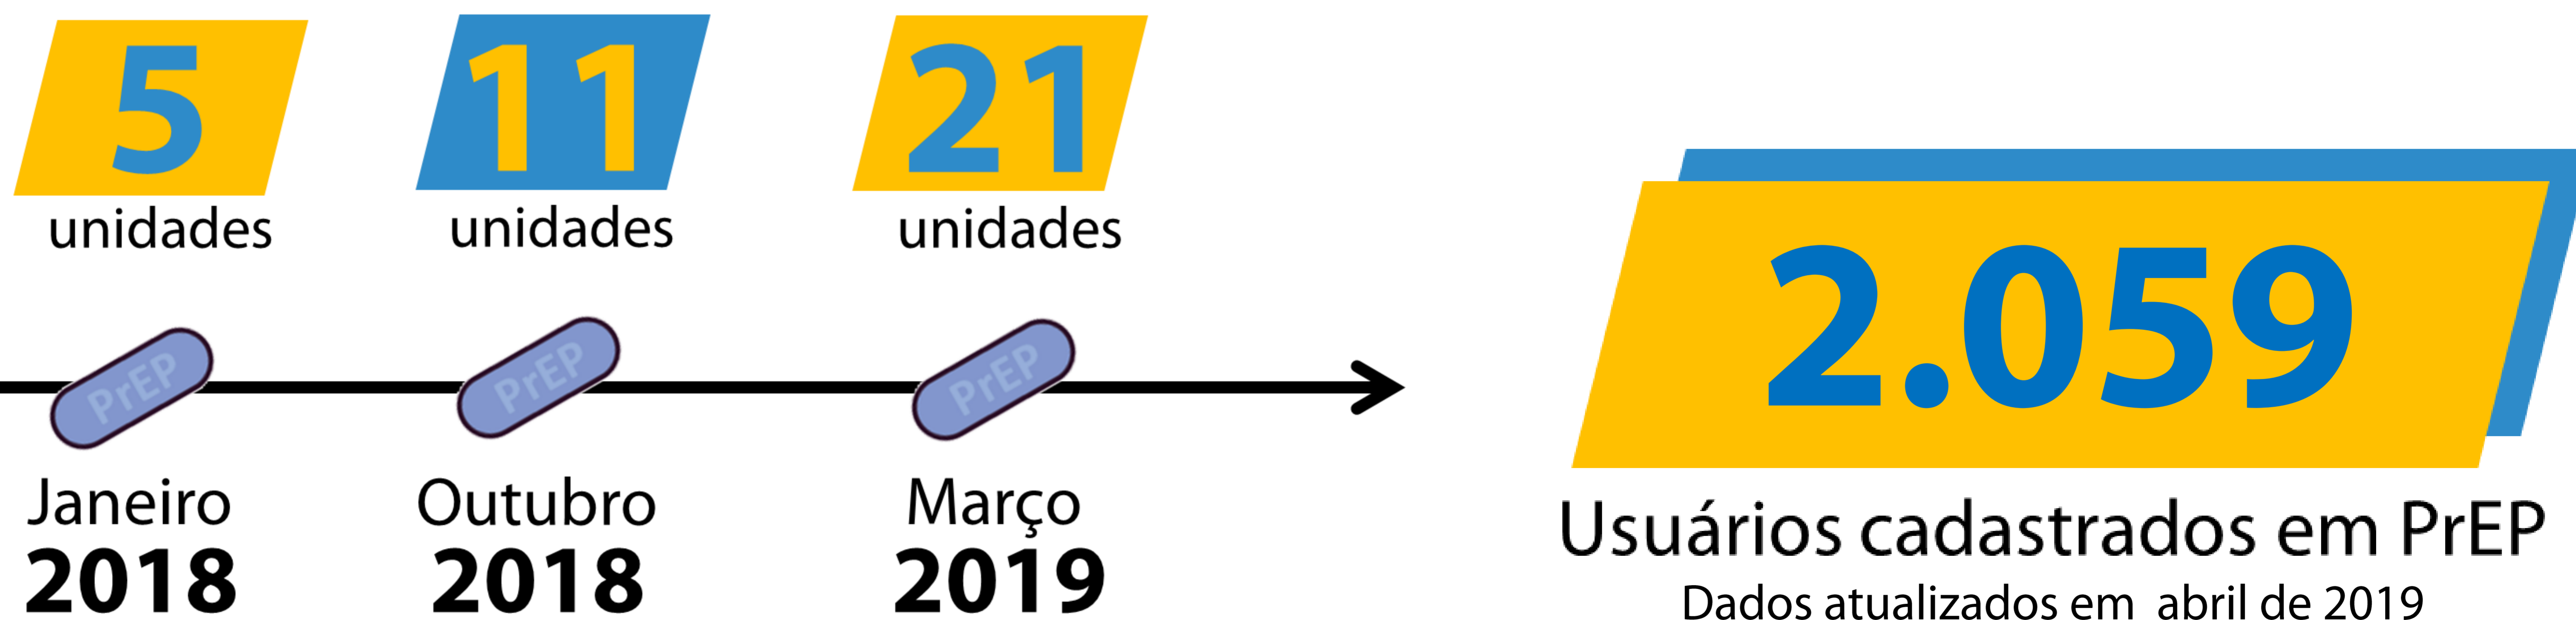 5
unidades
11
unidades
21
unidades
PrEP
PrEP
PrEP
Janeiro
2018
Outubro
2018
Março
2019
2.059
Usuários cadastrados em PrEP
Dados atualizados em abril de 2019